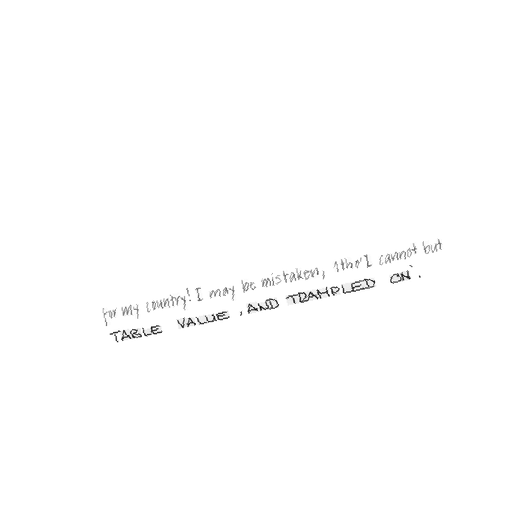 for my country! I may be mistaken, 'tho' I cannot but
TABLE VALUE, AND TRAMPLED ON.